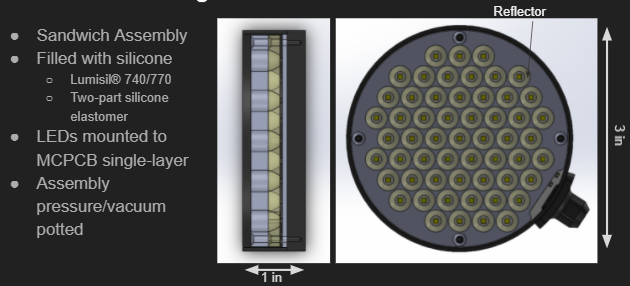 Reflector
Sandwich Assembly
Filled with silicone
Lumisil® 740/770
Two-part silicone
elastomer
LEDs mounted to
MCPCB single-layer
Assembly
pressure/vacuum
potted
3 in
1 in